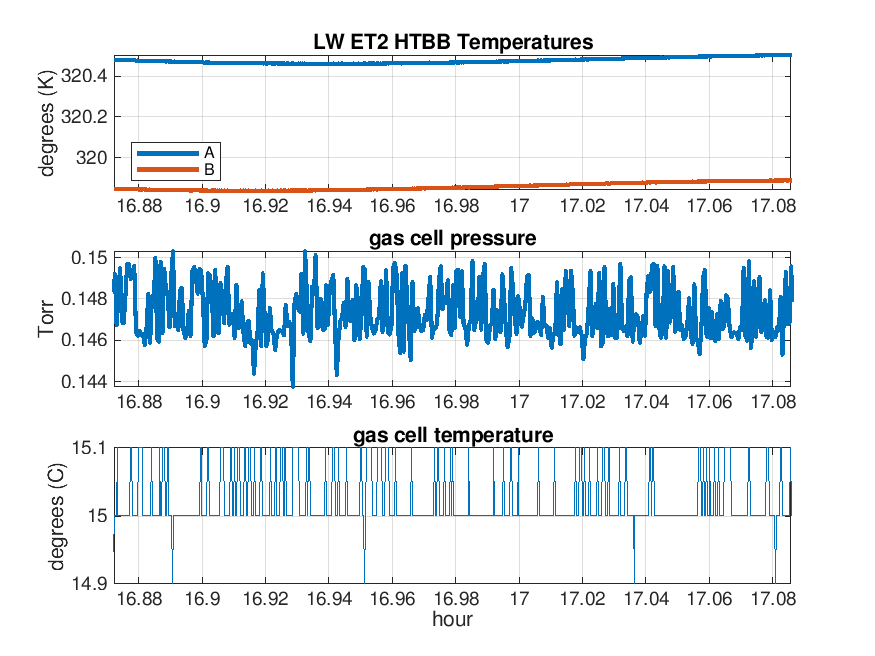 LW ET2 HTBB Temperatures
degrees (K)
320.4
320.2
320
A
B
16.88 16.9 16.92 16.94 16.96 16.98 17 17.02 17.04 17.06 17.08
gas cell pressure
Torr
0.15
0.148
0.146
0.144
16.88 16.9 16.92 16.94 16.96 16.98 17 17.02 17.04 17.06 17.08
gas cell temperature
degrees (C)
15.1
15
14.9
16.88 16.9 16.92 16.94 16.96 16.98 17 17.02 17.04 17.06 17.08
hour